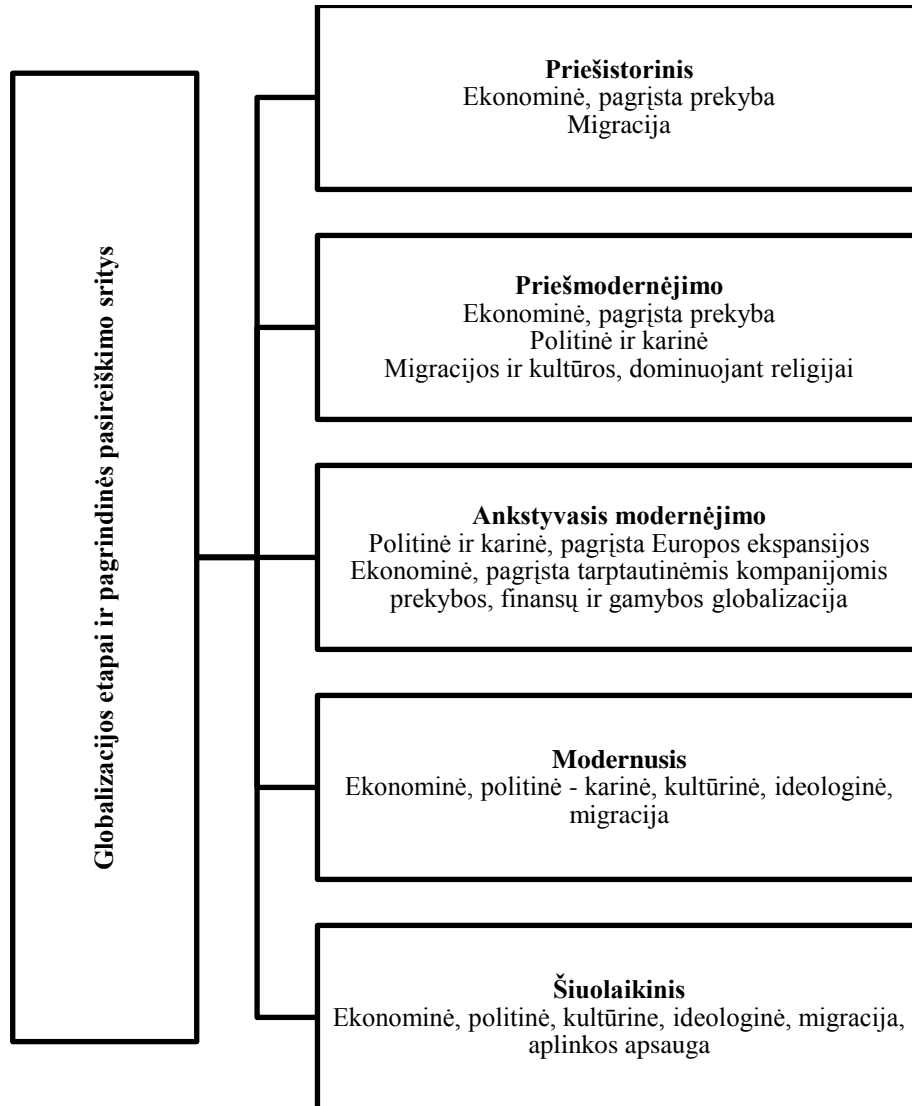 Globalizacijos etapai ir pagrindinės pasireiškimo sritys
Priešistorinis
Ekonominė, pagrįsta prekyba
Migracija
Priešmodernėjimo
Ekonominė, pagrįsta prekyba
Politinė ir karinė
Migracijos ir kultūros, dominuojant religijai
Ankstyvasis modernėjimo
Politinė ir karinė, pagrįsta Europos ekspansijos
Ekonominė, pagrįsta tarptautinėmis kompanijomis
prekybos, finansų ir gamybos globalizacija
Modernusis
Ekonominė, politinė - karinė, kultūrinė, ideologinė,
migracija
Šiuolaikinis
Ekonominė, politinė, kultūrine, ideologinė, migracija,
aplinkos apsauga